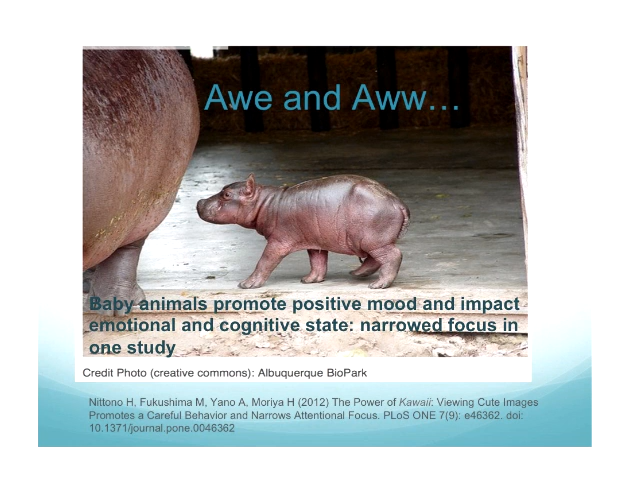 Awe and Aww…
Baby animals promote positive mood and impact
emotional and cognitive state: narrowed focus in
one study
Credit Photo (creative commons): Albuquerque BioPark
Nittono H, Fukushima M, Yano A, Moriya H (2012) The Power of Kawaii: Viewing Cute Images
Promotes a Careful Behavior and Narrows Attentional Focus. PLoS ONE 7(9): e46362. doi:
10.1371/journal.pone.0046362